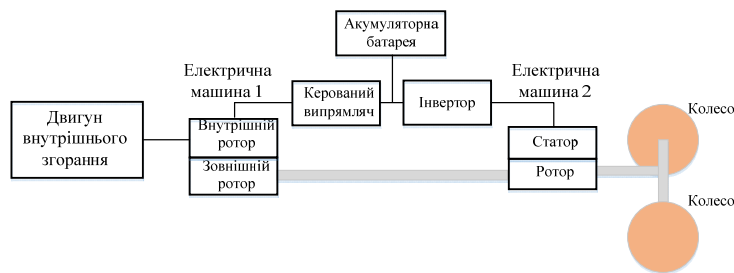 Акумуляторна
батарея
Електрична
машина 1
Електрична
машина 2
Керований
випрямляч
Інвертор
Двигун
внутрішнього
згорання
Внутрішній
ротор
Зовнішній
ротор
Статор
Ротор
Колесо
Колесо